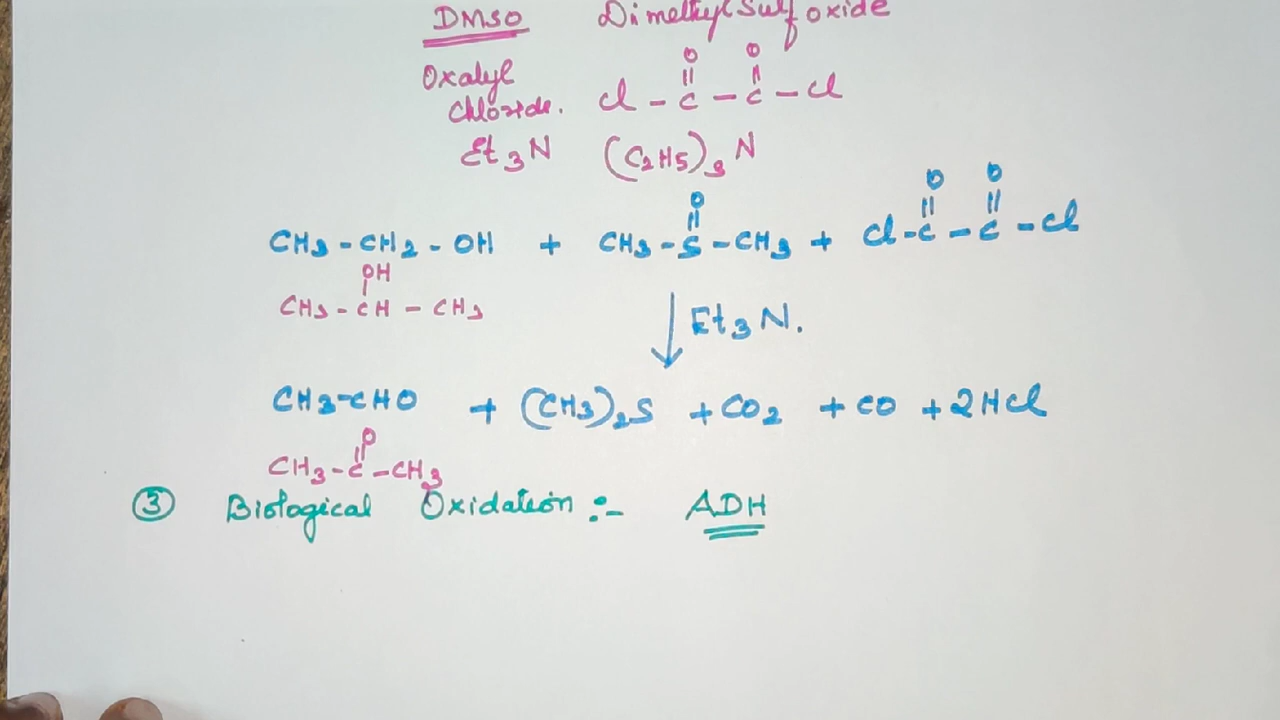 DMSO Dimethyl Sulfoxide
O O
Oxalyl || ||
Chloride. Cl - C - C - Cl
Et3N (C2H5)3 N
O O O
|| || ||
CH3 - CH2 - OH + CH3 - S - CH3 + Cl - C - C - Cl
OH
|
CH3 - CH - CH3
↓ Et3N.
CH3-CHO + (CH3)2S + CO2 + CO + 2HCl
O
||
CH3 - C - CH3
③ Biological Oxidation :- ADH